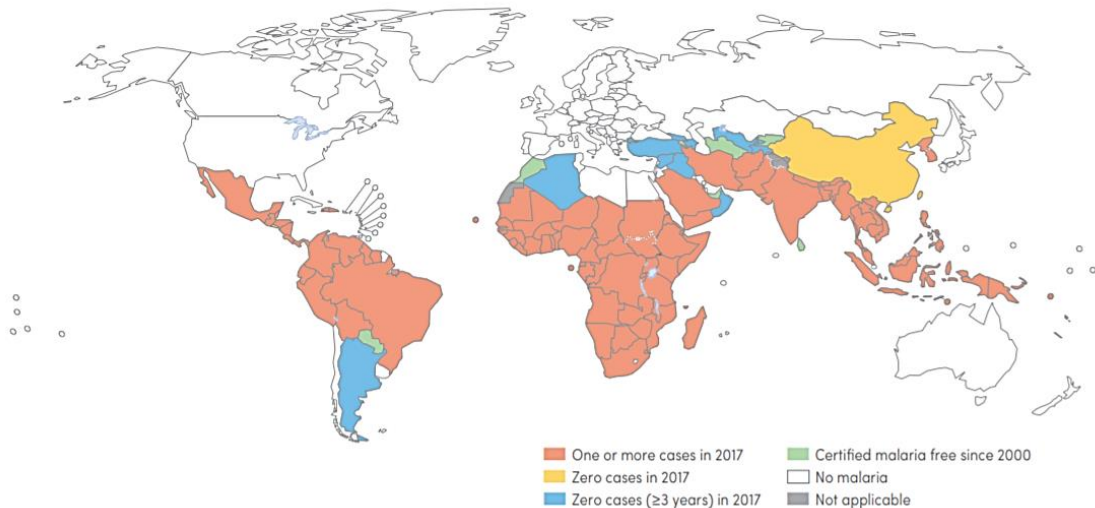 One or more cases in 2017
Zero cases in 2017
Zero cases (≥3 years) in 2017
Certified malaria free since 2000
No malaria
Not applicable